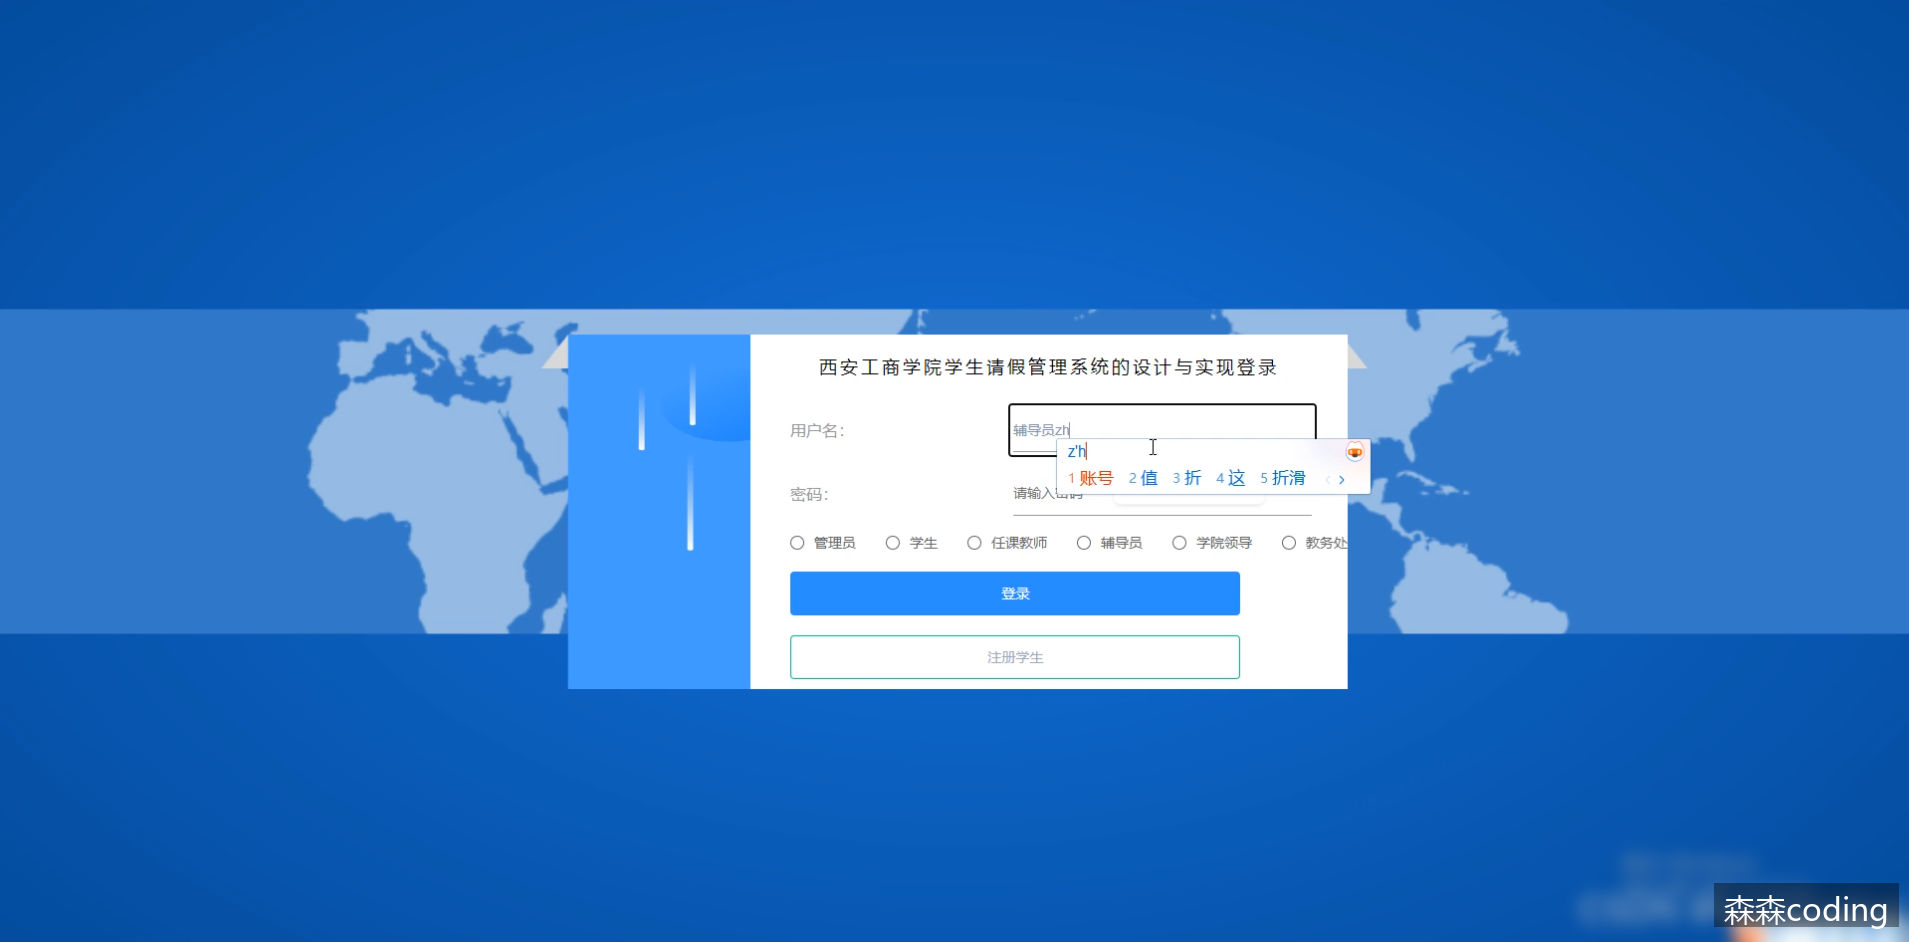 西安工商学院学生请假管理系统的设计与实现登录
用户名:
辅导员zh
z'h
1 账号 2 值 3 折 4 这 5 折滑
密码:
请输入密码
管理员 学生 任课教师 辅导员 学院领导 教务处
登录
注册学生
森森coding